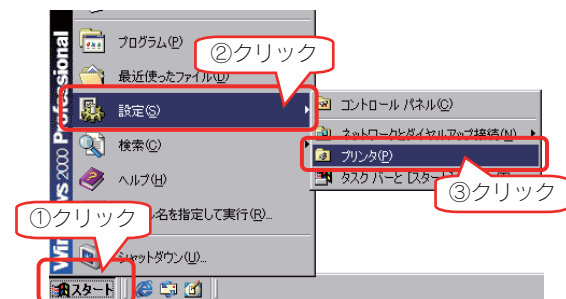 プログラム(P)
②クリック
最近使ったファイル(D)
設定(S)
コントロール パネル(C)
ネットワークとダイヤルアップ接続(N)
検索(C)
プリンタ(P)
ヘルプ(H)
タスク バーと [スタート]
③クリック
①クリック
ル名を指定して実行(R)...
シャットダウン(U)...
スタート
Windows 2000 Professional